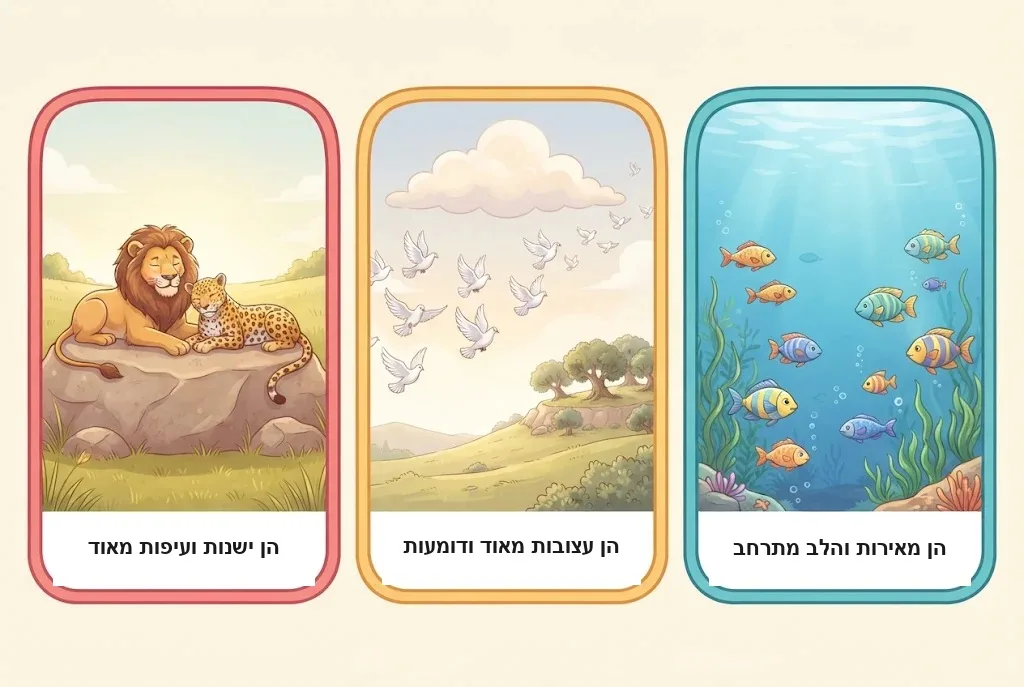 הן מאירות והלב מתרחב
הן עצובות מאוד ודומעות
הן ישנות ועיפות מאוד